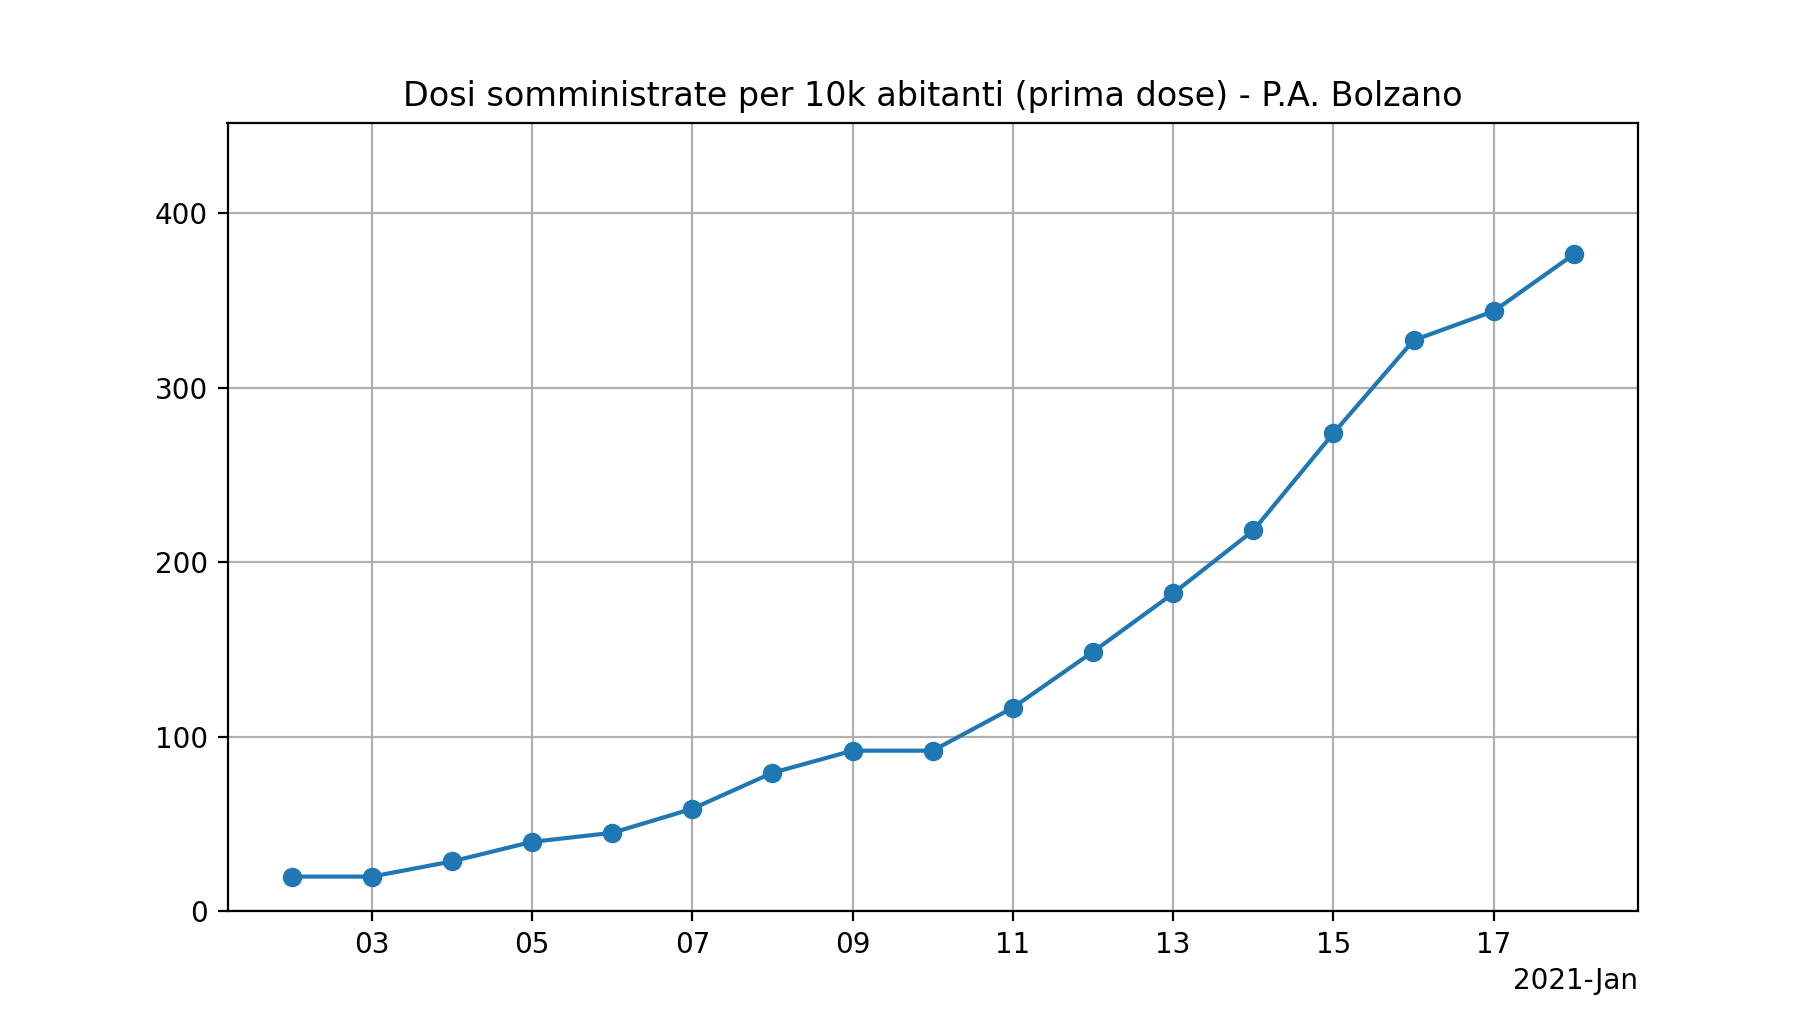 Dosi somministrate per 10k abitanti (prima dose) - P.A. Bolzano
400
300
200
100
0
03 05 07 09 11 13 15 17
2021-Jan